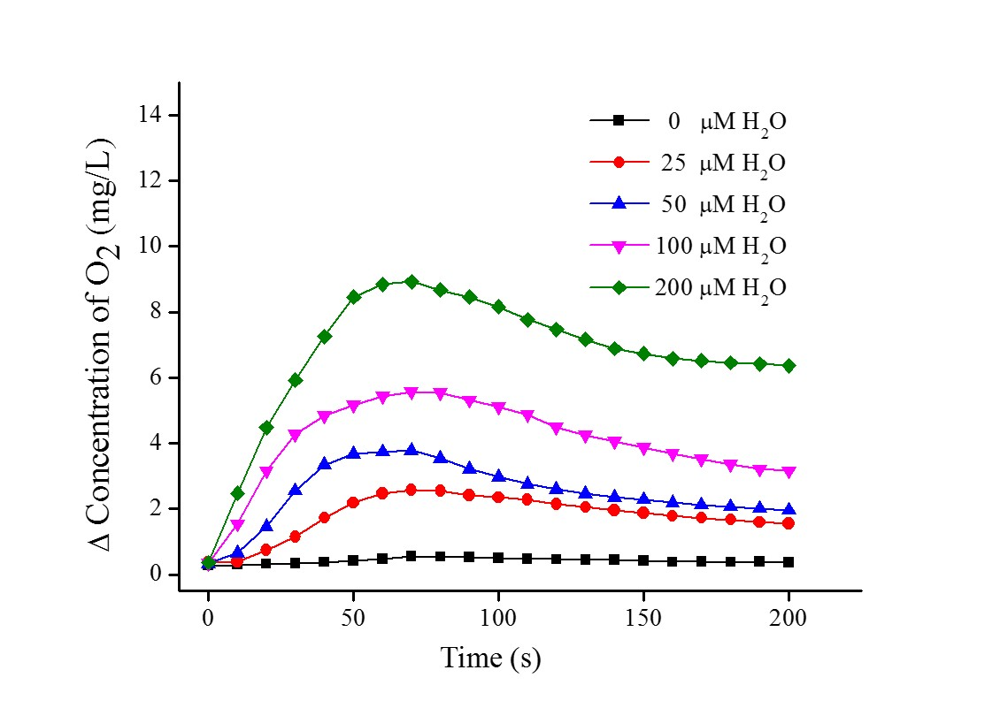 Δ Concentration of O₂ (mg/L)
14
12
10
8
6
4
2
0
0 μM H₂O
25 μM H₂O
50 μM H₂O
100 μM H₂O
200 μM H₂O
0 50 100 150 200
Time (s)